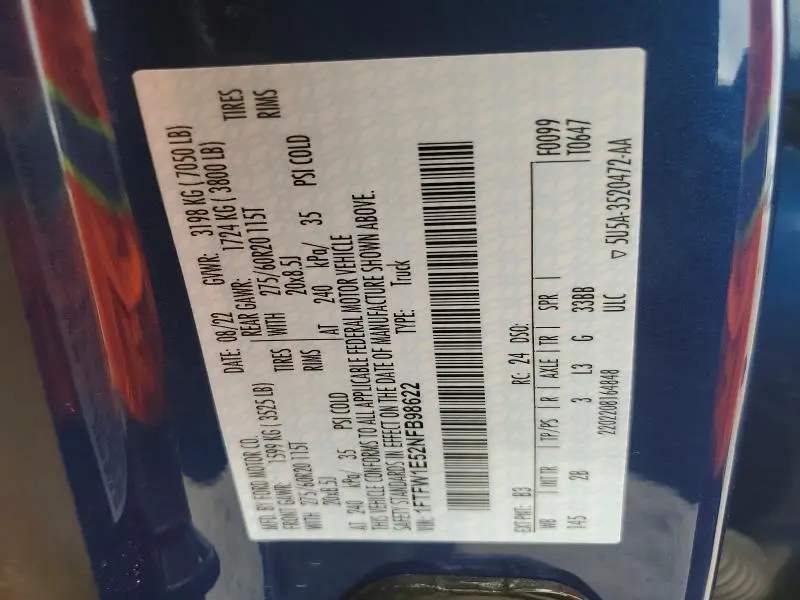 MFD. BY FORD MOTOR CO. DATE: 08/22 GVWR: 3198 KG ( 7050 LB)
FRONT GAWR: 1599 KG ( 3525 LB) REAR GAWR: 1724 KG ( 3800 LB)
WITH 275/60R20 115T TIRES WITH 275/60R20 115T TIRES
20x8.5J RIMS 20x8.5J RIMS
AT 240 kPa/ 35 PSI COLD AT 240 kPa/ 35 PSI COLD
THIS VEHICLE CONFORMS TO ALL APPLICABLE FEDERAL MOTOR VEHICLE
SAFETY STANDARDS IN EFFECT ON THE DATE OF MANUFACTURE SHOWN ABOVE.
VIN: 1FTFW1E52NFB98622 TYPE: Truck
F0099
EXT PNT: B3 RC: 24 DSO: T0647
WB INT TR TP/PS R AXLE TR SPR
145 2B 3 L3 G 33BB
ULC
2202208164848 ▽ 5U5A-3520472-AA